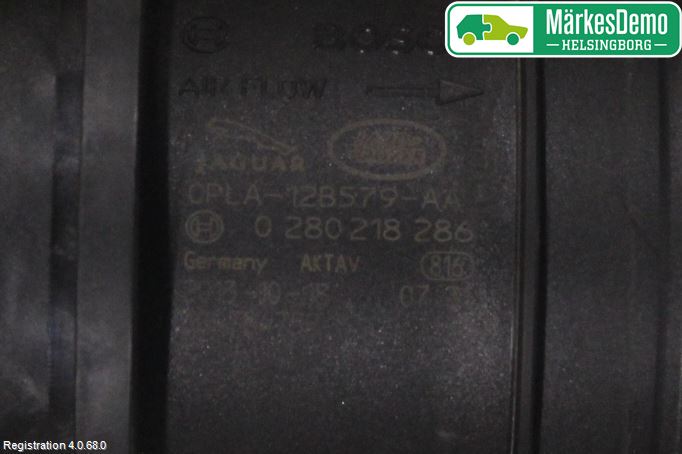 MärkesDemo
HELSINGBORG
BOSCH
AIR FLOW
JAGUAR
CPLA-12B579-AA
0 280 218 286
Germany AKTAV 816
Registration 4.0.68.0